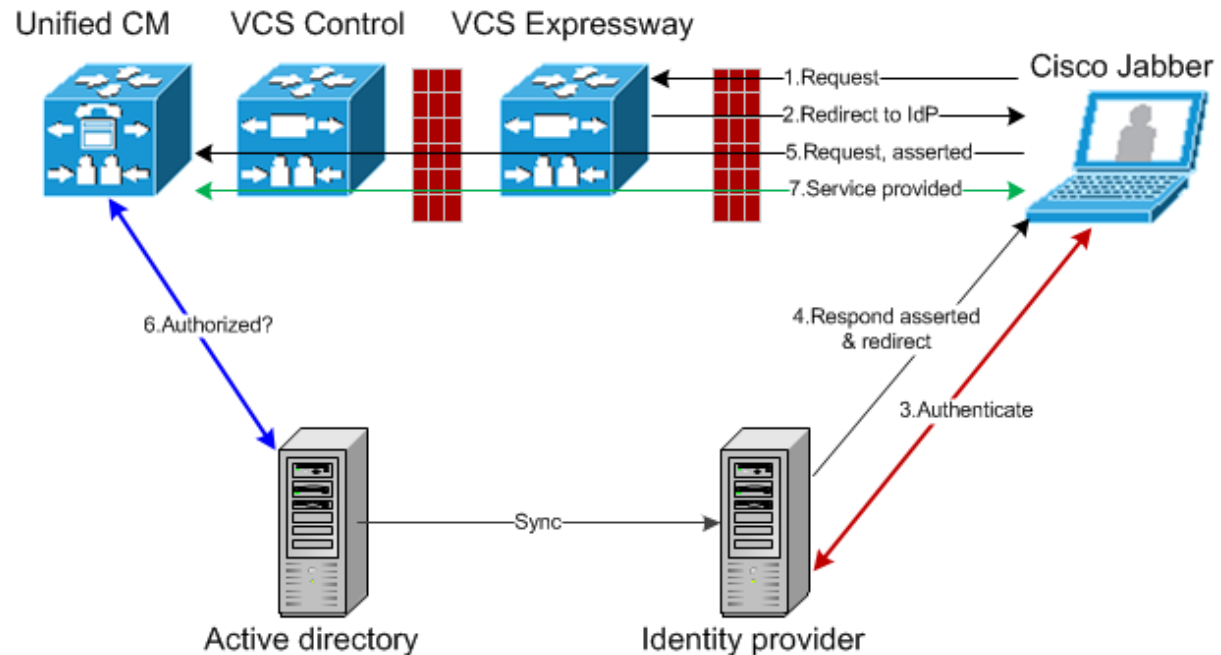 Unified CM
VCS Control
VCS Expressway
Cisco Jabber
1.Request
2.Redirect to IdP
5.Request, asserted
7.Service provided
6.Authorized?
4.Respond asserted
& redirect
3.Authenticate
Sync
Active directory
Identity provider